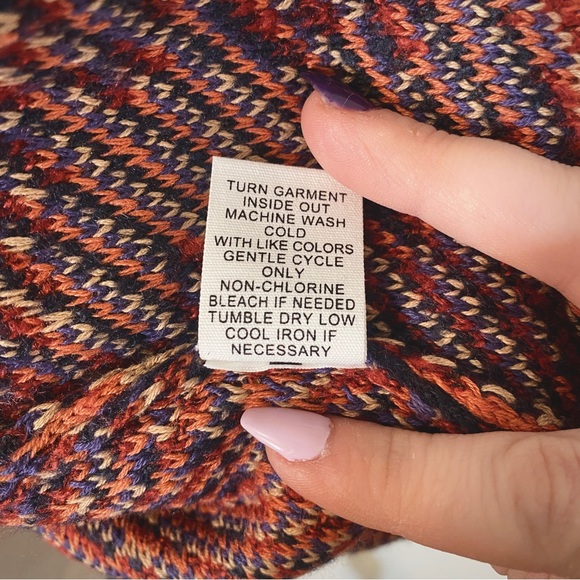 TURN GARMENT
INSIDE OUT
MACHINE WASH
COLD
WITH LIKE COLORS
GENTLE CYCLE
ONLY
NON-CHLORINE
BLEACH IF NEEDED
TUMBLE DRY LOW
COOL IRON IF
NECESSARY